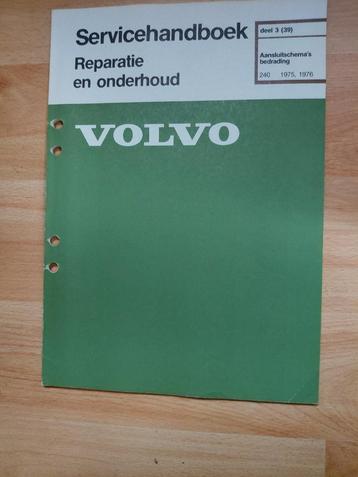 Servicehandboek
Reparatie
en onderhoud
deel 3 (39)
Aansluitschema's
bedrading
240 1975, 1976
VOLVO